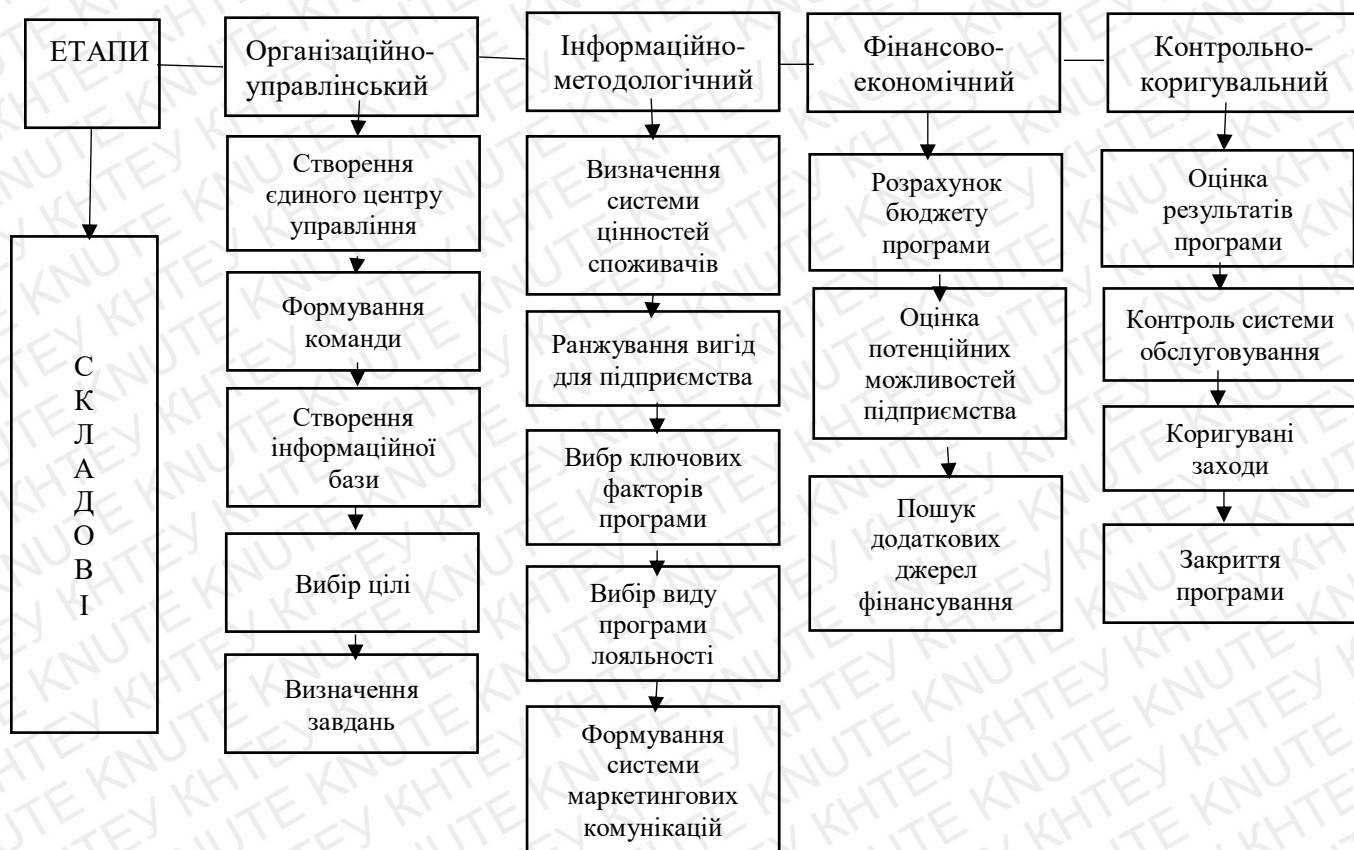 ЕТАПИ
Організаційно-
управлінський
Інформаційно-
методологічний
Фінансово-
економічний
Контрольно-
коригувальний
С
К
Л
А
Д
О
В
І
Створення
єдиного центру
управління
Формування
команди
Створення
інформаційної
бази
Вибір цілі
Визначення
завдань
Визначення
системи
цінностей
споживачів
Ранжування вигід
для підприємства
Вибр ключових
факторів
програми
Вибір виду
програми
лояльності
Формування
системи
маркетингових
комунікацій
Розрахунок
бюджету
програми
Оцінка
потенційних
можливостей
підприємства
Пошук
додаткових
джерел
фінансування
Оцінка
результатів
програми
Контроль системи
обслуговування
Коригувані
заходи
Закриття
програми